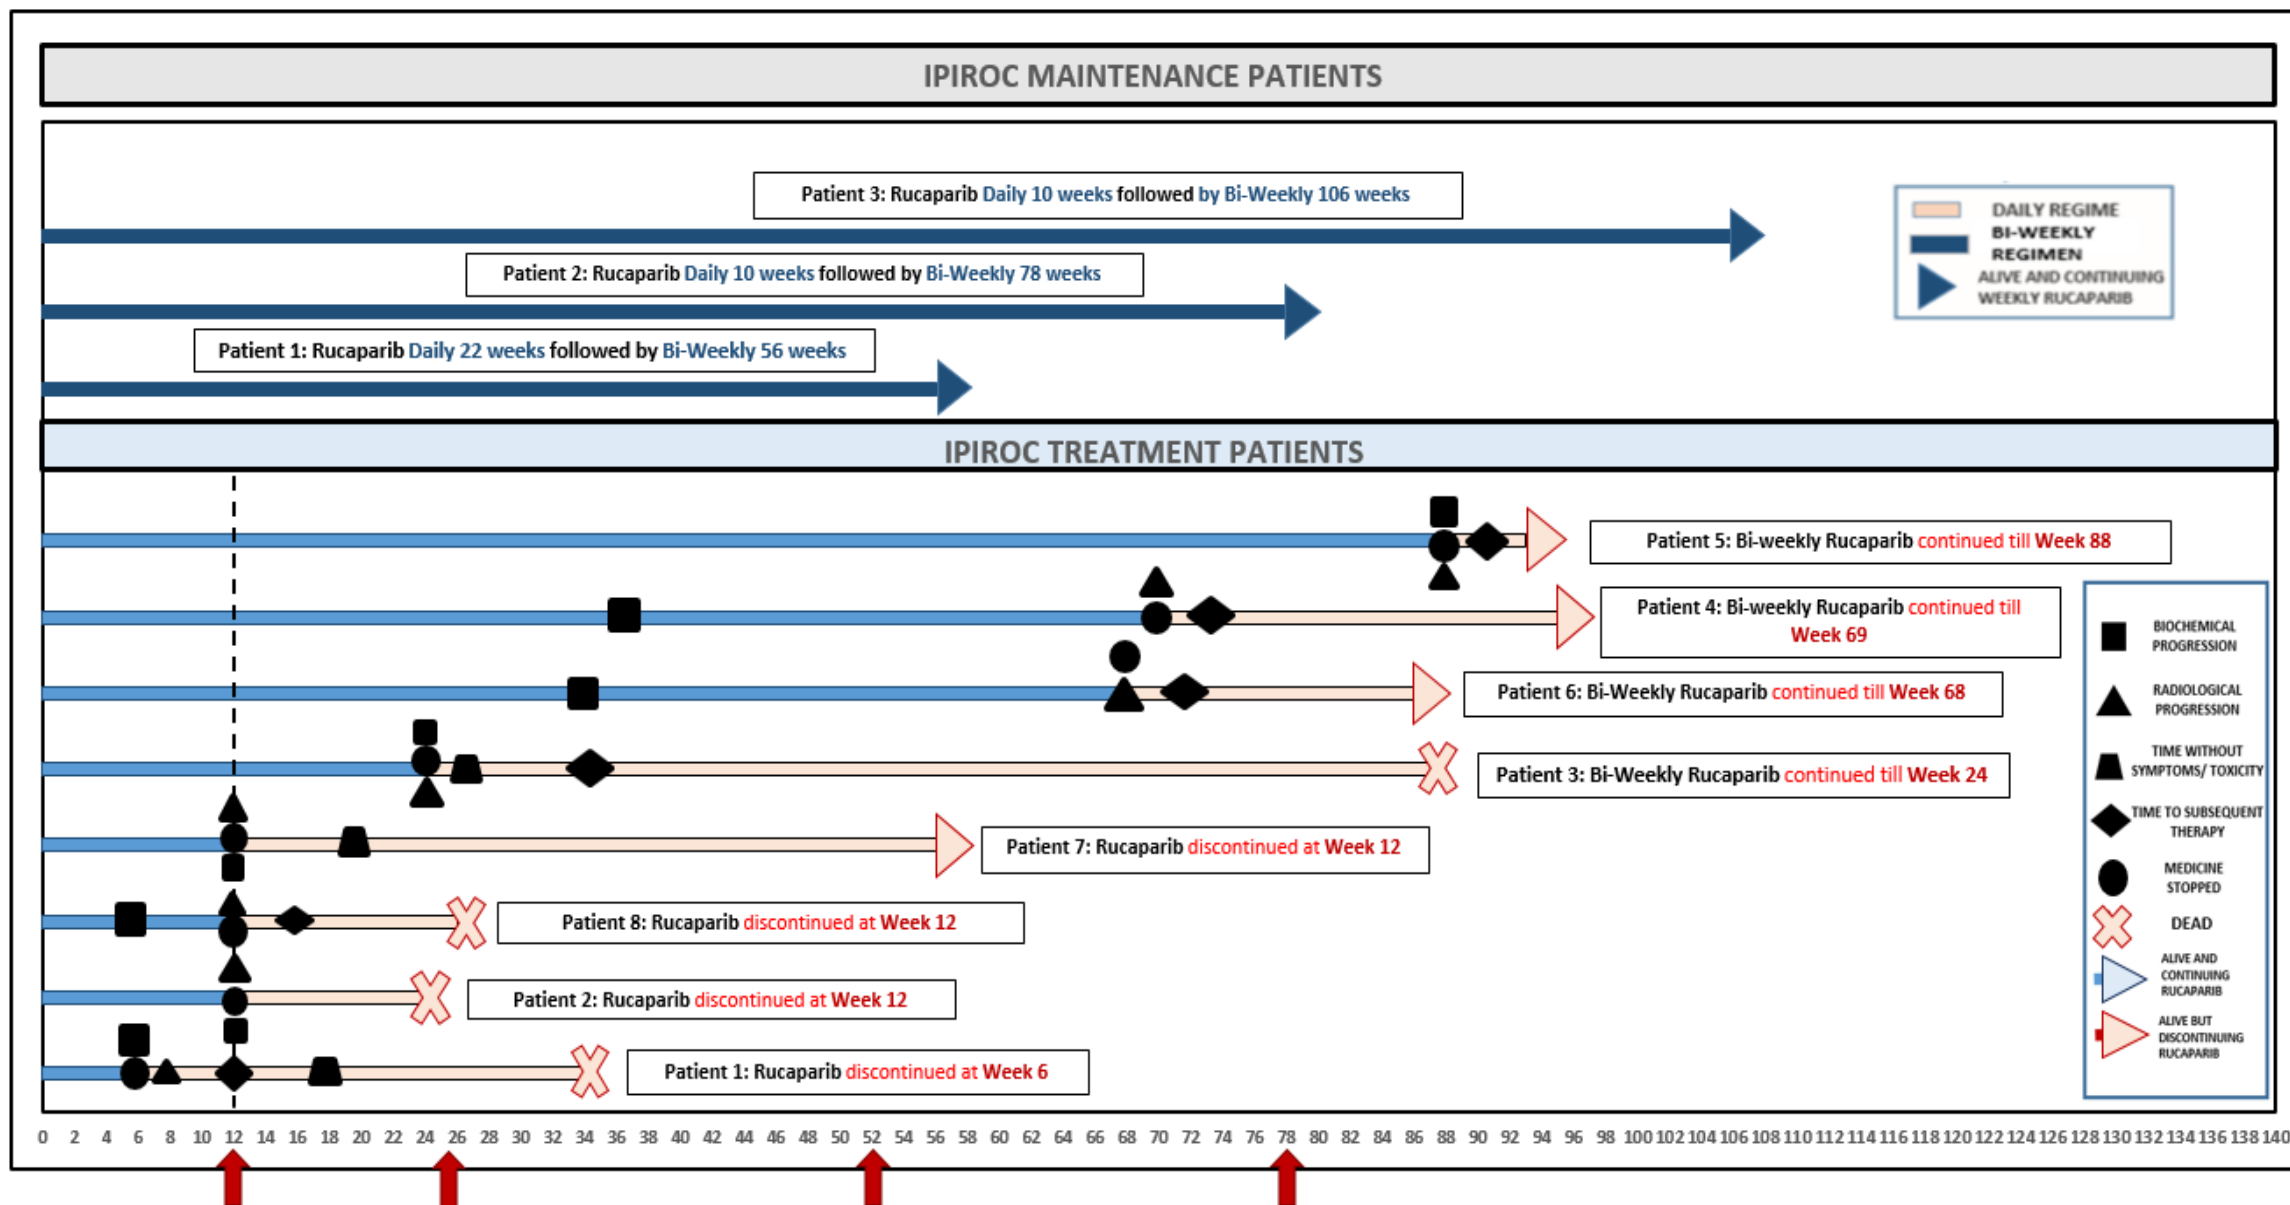 IPIROC MAINTENANCE PATIENTS
Patient 3: Rucaparib Daily 10 weeks followed by Bi-Weekly 106 weeks
DAILY REGIME
BI-WEEKLY
REGIMEN
ALIVE AND CONTINUING
WEEKLY RUCAPARIB
Patient 2: Rucaparib Daily 10 weeks followed by Bi-Weekly 78 weeks
Patient 1: Rucaparib Daily 22 weeks followed by Bi-Weekly 56 weeks
IPIROC TREATMENT PATIENTS
Patient 5: Bi-weekly Rucaparib continued till Week 88
Patient 4: Bi-weekly Rucaparib continued till
Week 69
Patient 6: Bi-Weekly Rucaparib continued till Week 68
Patient 3: Bi-Weekly Rucaparib continued till Week 24
Patient 7: Rucaparib discontinued at Week 12
Patient 8: Rucaparib discontinued at Week 12
Patient 2: Rucaparib discontinued at Week 12
Patient 1: Rucaparib discontinued at Week 6
BIOCHEMICAL
PROGRESSION
RADIOLOGICAL
PROGRESSION
TIME WITHOUT
SYMPTOMS/ TOXICITY
TIME TO SUBSEQUENT
THERAPY
MEDICINE
STOPPED
DEAD
ALIVE AND
CONTINUING
RUCAPARIB
ALIVE BUT
DISCONTINUING
RUCAPARIB
0 2 4 6 8 10 12 14 16 18 20 22 24 26 28 30 32 34 36 38 40 42 44 46 48 50 52 54 56 58 60 62 64 66 68 70 72 74 76 78 80 82 84 86 88 90 92 94 96 98 100 102 104 106 108 110 112 114 116 118 120 122 124 126 128 130 132 134 136 138 140